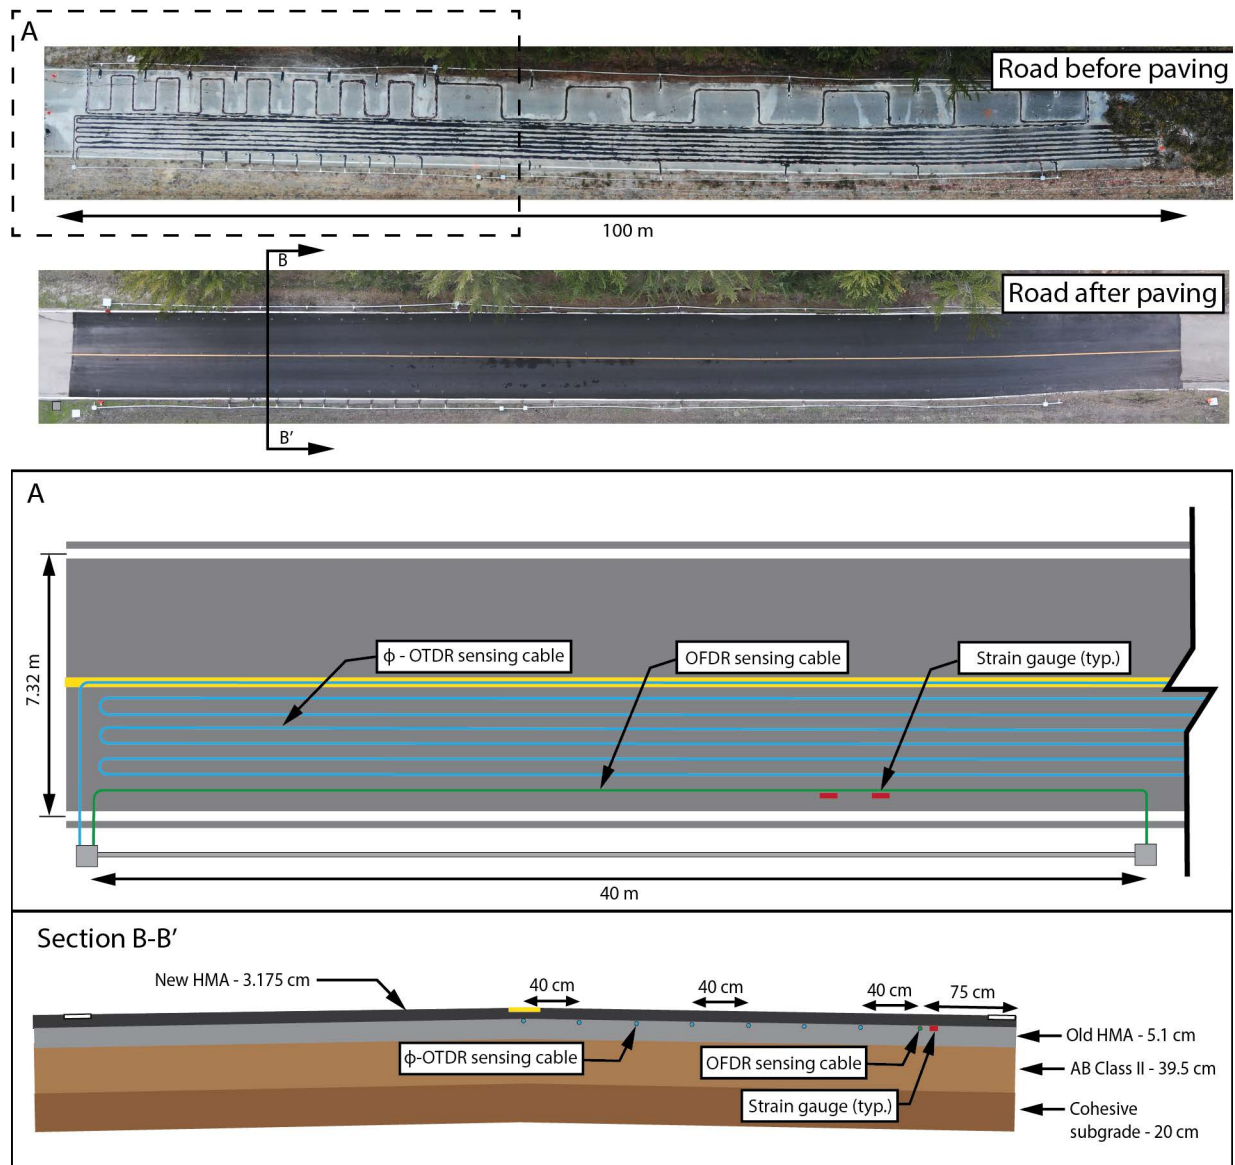 A
Road before paving
100 m
B
Road after paving
B'
A
7.32 m
ϕ - OTDR sensing cable
OFDR sensing cable
Strain gauge (typ.)
40 m
Section B-B'
New HMA - 3.175 cm
40 cm
40 cm
40 cm
75 cm
ϕ-OTDR sensing cable
OFDR sensing cable
Strain gauge (typ.)
Old HMA - 5.1 cm
AB Class II - 39.5 cm
Cohesive
subgrade - 20 cm